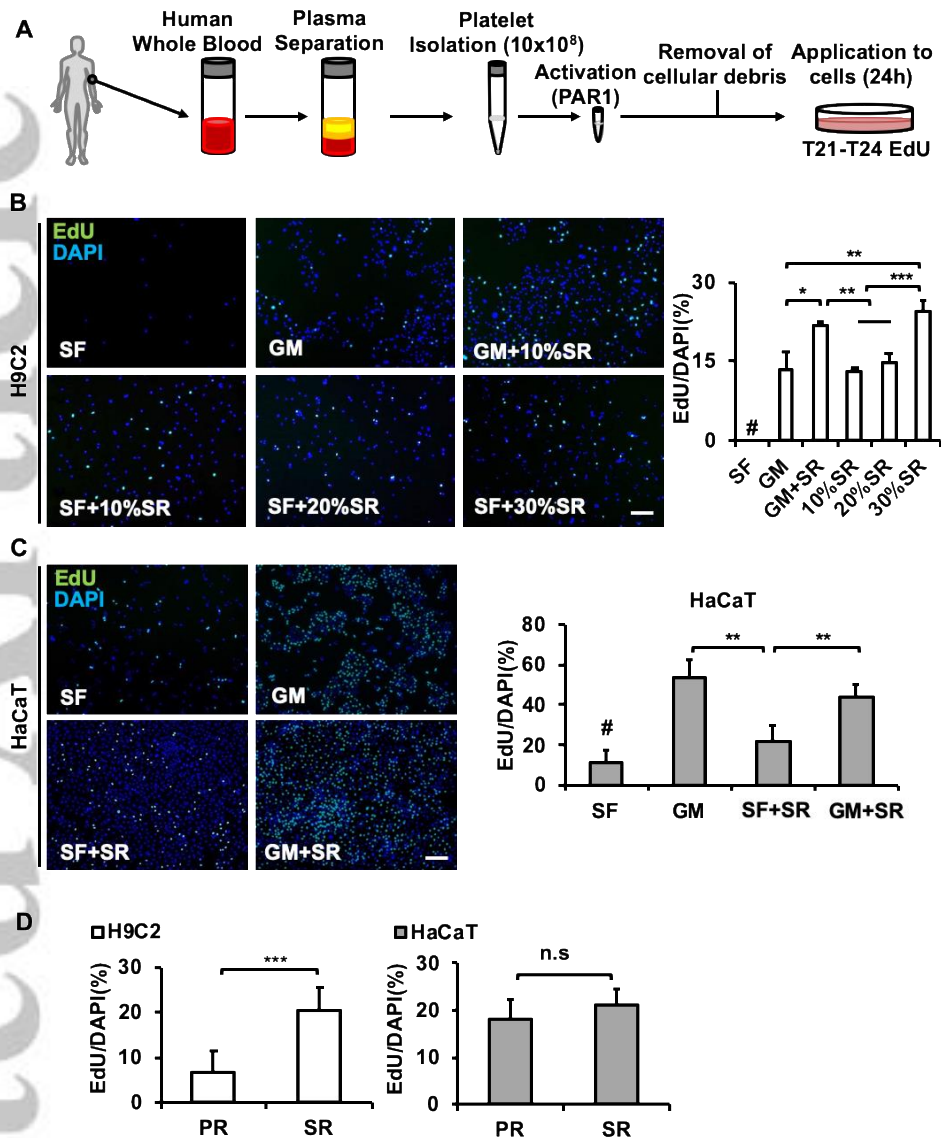 A
Human
Whole Blood
Plasma
Separation
Platelet
Isolation (10x10⁸)
Activation
(PAR1)
Removal of
cellular debris
Application to
cells (24h)
T21-T24 EdU
B
H9C2
EdU
DAPI
SF
GM
GM+10%SR
SF+10%SR
SF+20%SR
SF+30%SR
EdU/DAPI(%)
30
15
0
#
*
**
**
***
SF
GM
GM+SR
10%SR
20%SR
30%SR
C
HaCaT
EdU
DAPI
SF
GM
SF+SR
GM+SR
HaCaT
EdU/DAPI(%)
80
60
40
20
0
#
**
**
SF
GM
SF+SR
GM+SR
D
H9C2
EdU/DAPI(%)
30
20
10
0
***
PR
SR
HaCaT
EdU/DAPI(%)
30
20
10
0
n.s
PR
SR